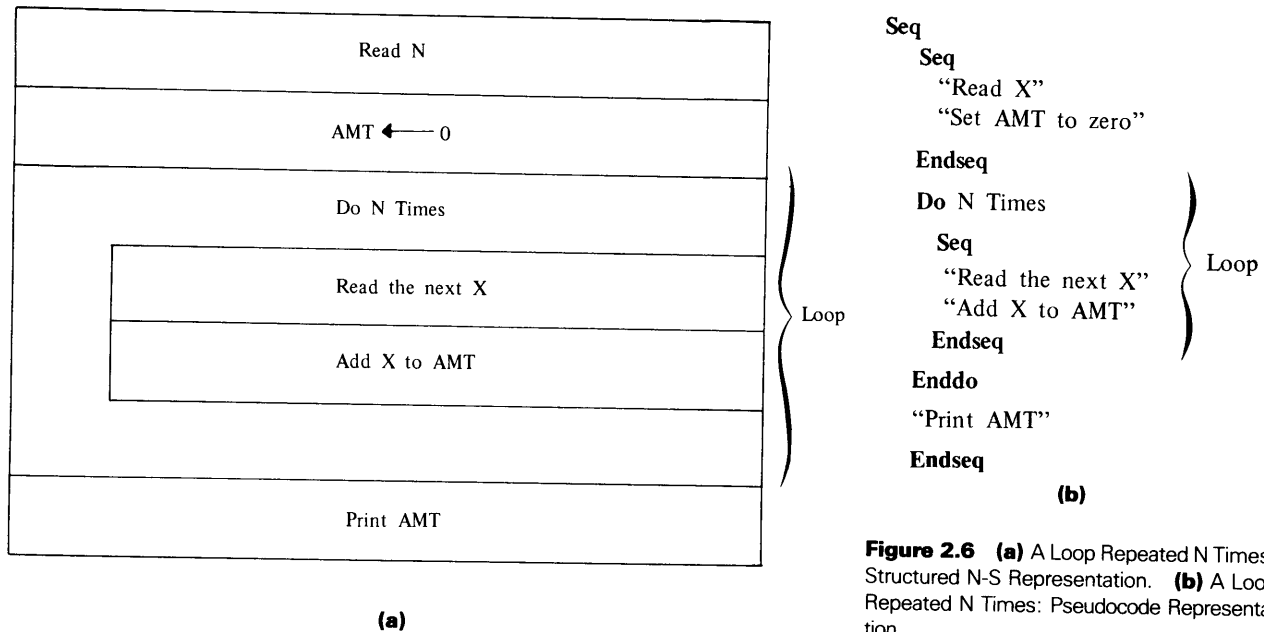 Read N
AMT ← 0
Do N Times
Read the next X
Add X to AMT
Loop
Print AMT
(a)
Seq
Seq
“Read X”
“Set AMT to zero”
Endseq
Do N Times
Seq
“Read the next X”
“Add X to AMT”
Endseq
Loop
Enddo
“Print AMT”
Endseq
(b)
Figure 2.6 (a) A Loop Repeated N Times
Structured N-S Representation. (b) A Loo
Repeated N Times: Pseudocode Representa
tion